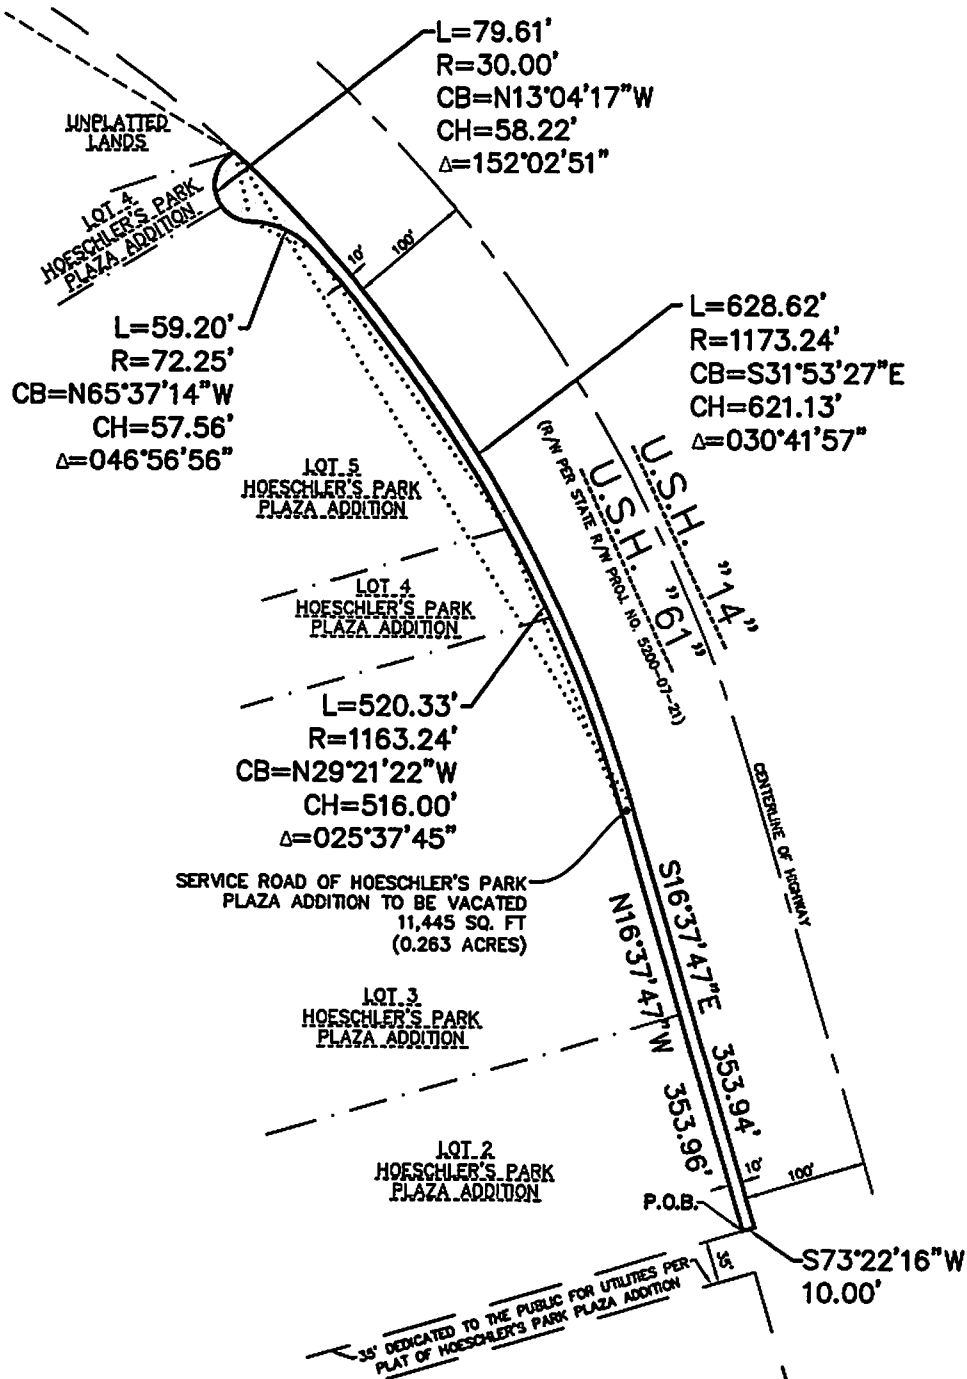 L=79.61'
R=30.00'
CB=N13°04'17"W
CH=58.22'
Δ=152°02'51"
UNPLATTED
LANDS
LOT 4
HOESCHLER'S PARK
PLAZA ADDITION
10'
100'
L=59.20'
R=72.25'
CB=N65°37'14"W
CH=57.56'
Δ=046°56'56"
L=628.62'
R=1173.24'
CB=S31°53'27"E
CH=621.13'
Δ=030°41'57"
U.S.H. "14"
U.S.H. "61"
(R/W PER STATE R/W PROJ. NO. 5200-07-21)
LOT 5
HOESCHLER'S PARK
PLAZA ADDITION
LOT 4
HOESCHLER'S PARK
PLAZA ADDITION
L=520.33'
R=1163.24'
CB=N29°21'22"W
CH=516.00'
Δ=025°37'45"
CENTERLINE OF HIGHWAY
SERVICE ROAD OF HOESCHLER'S PARK
PLAZA ADDITION TO BE VACATED
11,445 SQ. FT
(0.263 ACRES)
S16°37'47"E 353.94'
N16°37'47"W 353.96'
LOT 3
HOESCHLER'S PARK
PLAZA ADDITION
LOT 2
HOESCHLER'S PARK
PLAZA ADDITION
10'
100'
P.O.B.
S73°22'16"W
10.00'
35'
35' DEDICATED TO THE PUBLIC FOR UTILITIES PER
PLAT OF HOESCHLER'S PARK PLAZA ADDITION